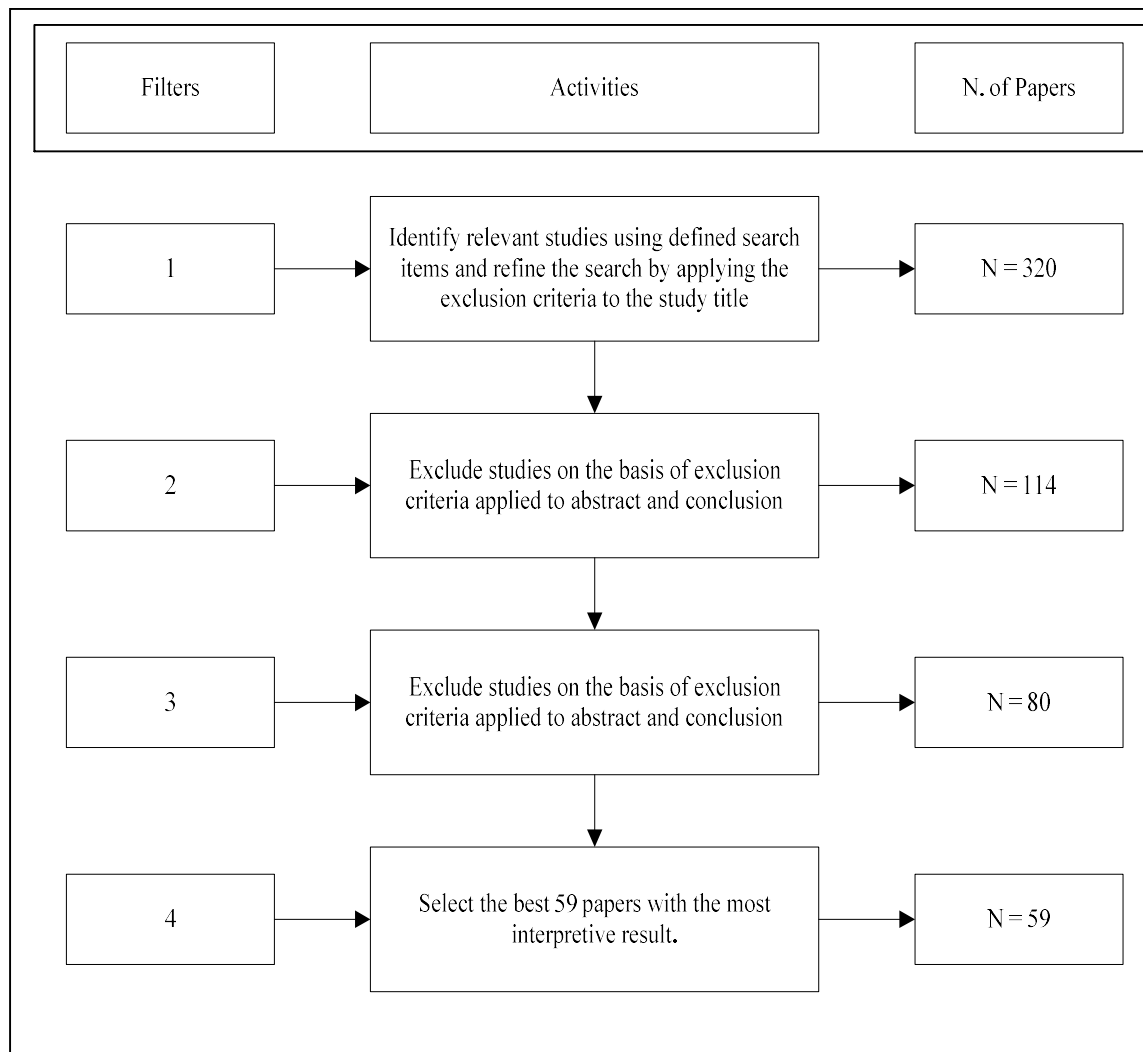 Filters
Activities
N. of Papers
1
Identify relevant studies using defined search
items and refine the search by applying the
exclusion criteria to the study title
N = 320
2
Exclude studies on the basis of exclusion
criteria applied to abstract and conclusion
N = 114
3
Exclude studies on the basis of exclusion
criteria applied to abstract and conclusion
N = 80
4
Select the best 59 papers with the most
interpretive result.
N = 59